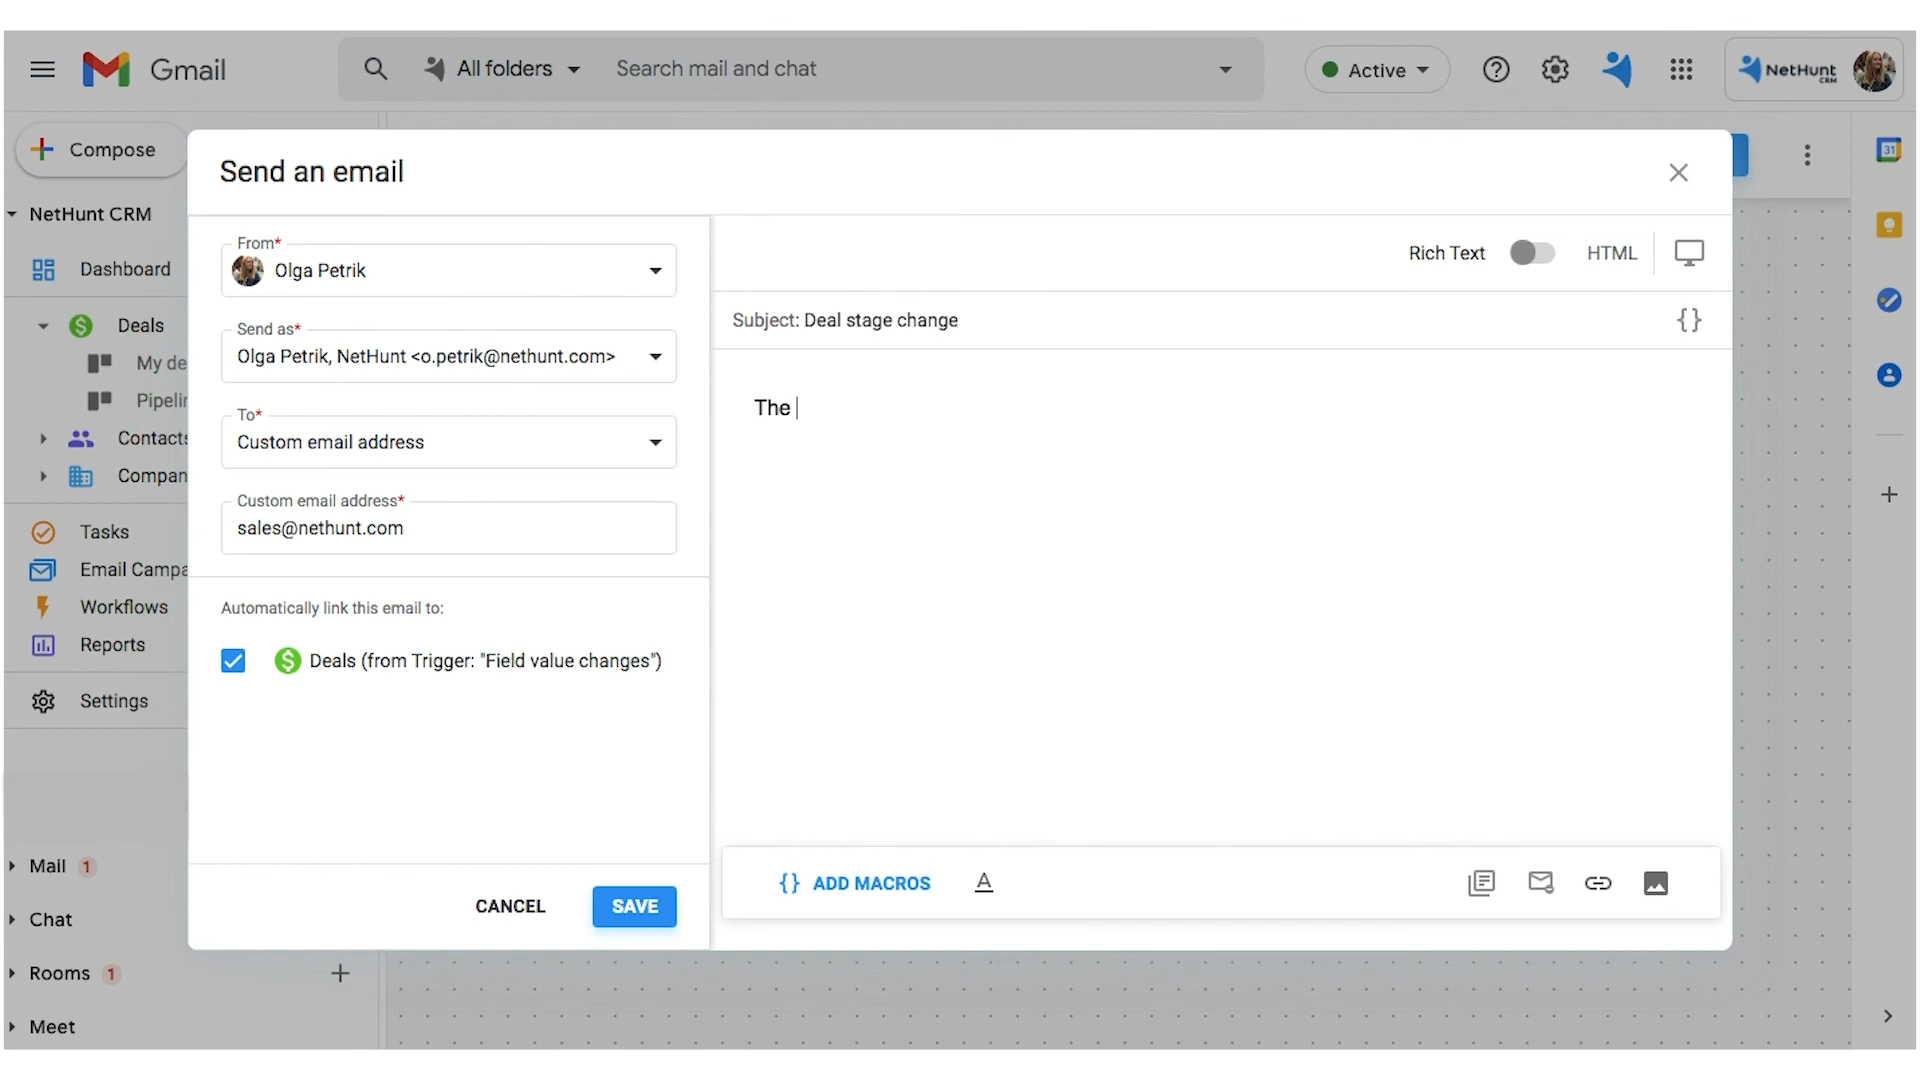 Gmail
All folders
Search mail and chat
Active
NetHunt
CRM
Compose
Send an email
31
NetHunt CRM
From*
Olga Petrik
Rich Text
HTML
Dashboard
Send as*
Olga Petrik, NetHunt <o.petrik@nethunt.com>
Subject: Deal stage change
{}
Deals
My de
Pipelin
To*
Custom email address
The
Contacts
Compan
Custom email address*
sales@nethunt.com
Tasks
Email Campa
Workflows
Automatically link this email to:
Reports
Deals (from Trigger: "Field value changes")
Settings
Mail 1
CANCEL
SAVE
{} ADD MACROS
A
Chat
Rooms 1
Meet